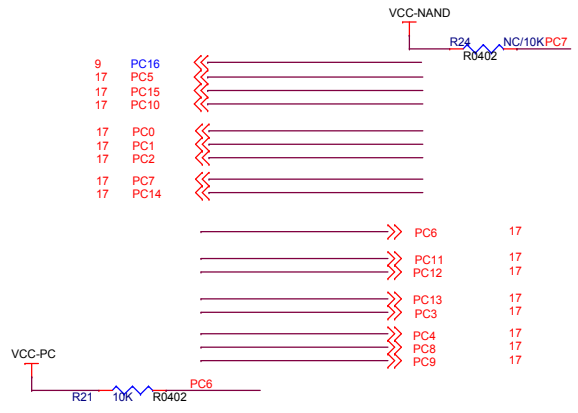 VCC-NAND
R24 NC/10K PC7
R0402
9 PC16
17 PC5
17 PC15
17 PC10
17 PC0
17 PC1
17 PC2
17 PC7
17 PC14
PC6 17
PC11 17
PC12 17
PC13 17
PC3 17
PC4 17
PC8 17
PC9 17
VCC-PC
PC6
R21 10K R0402